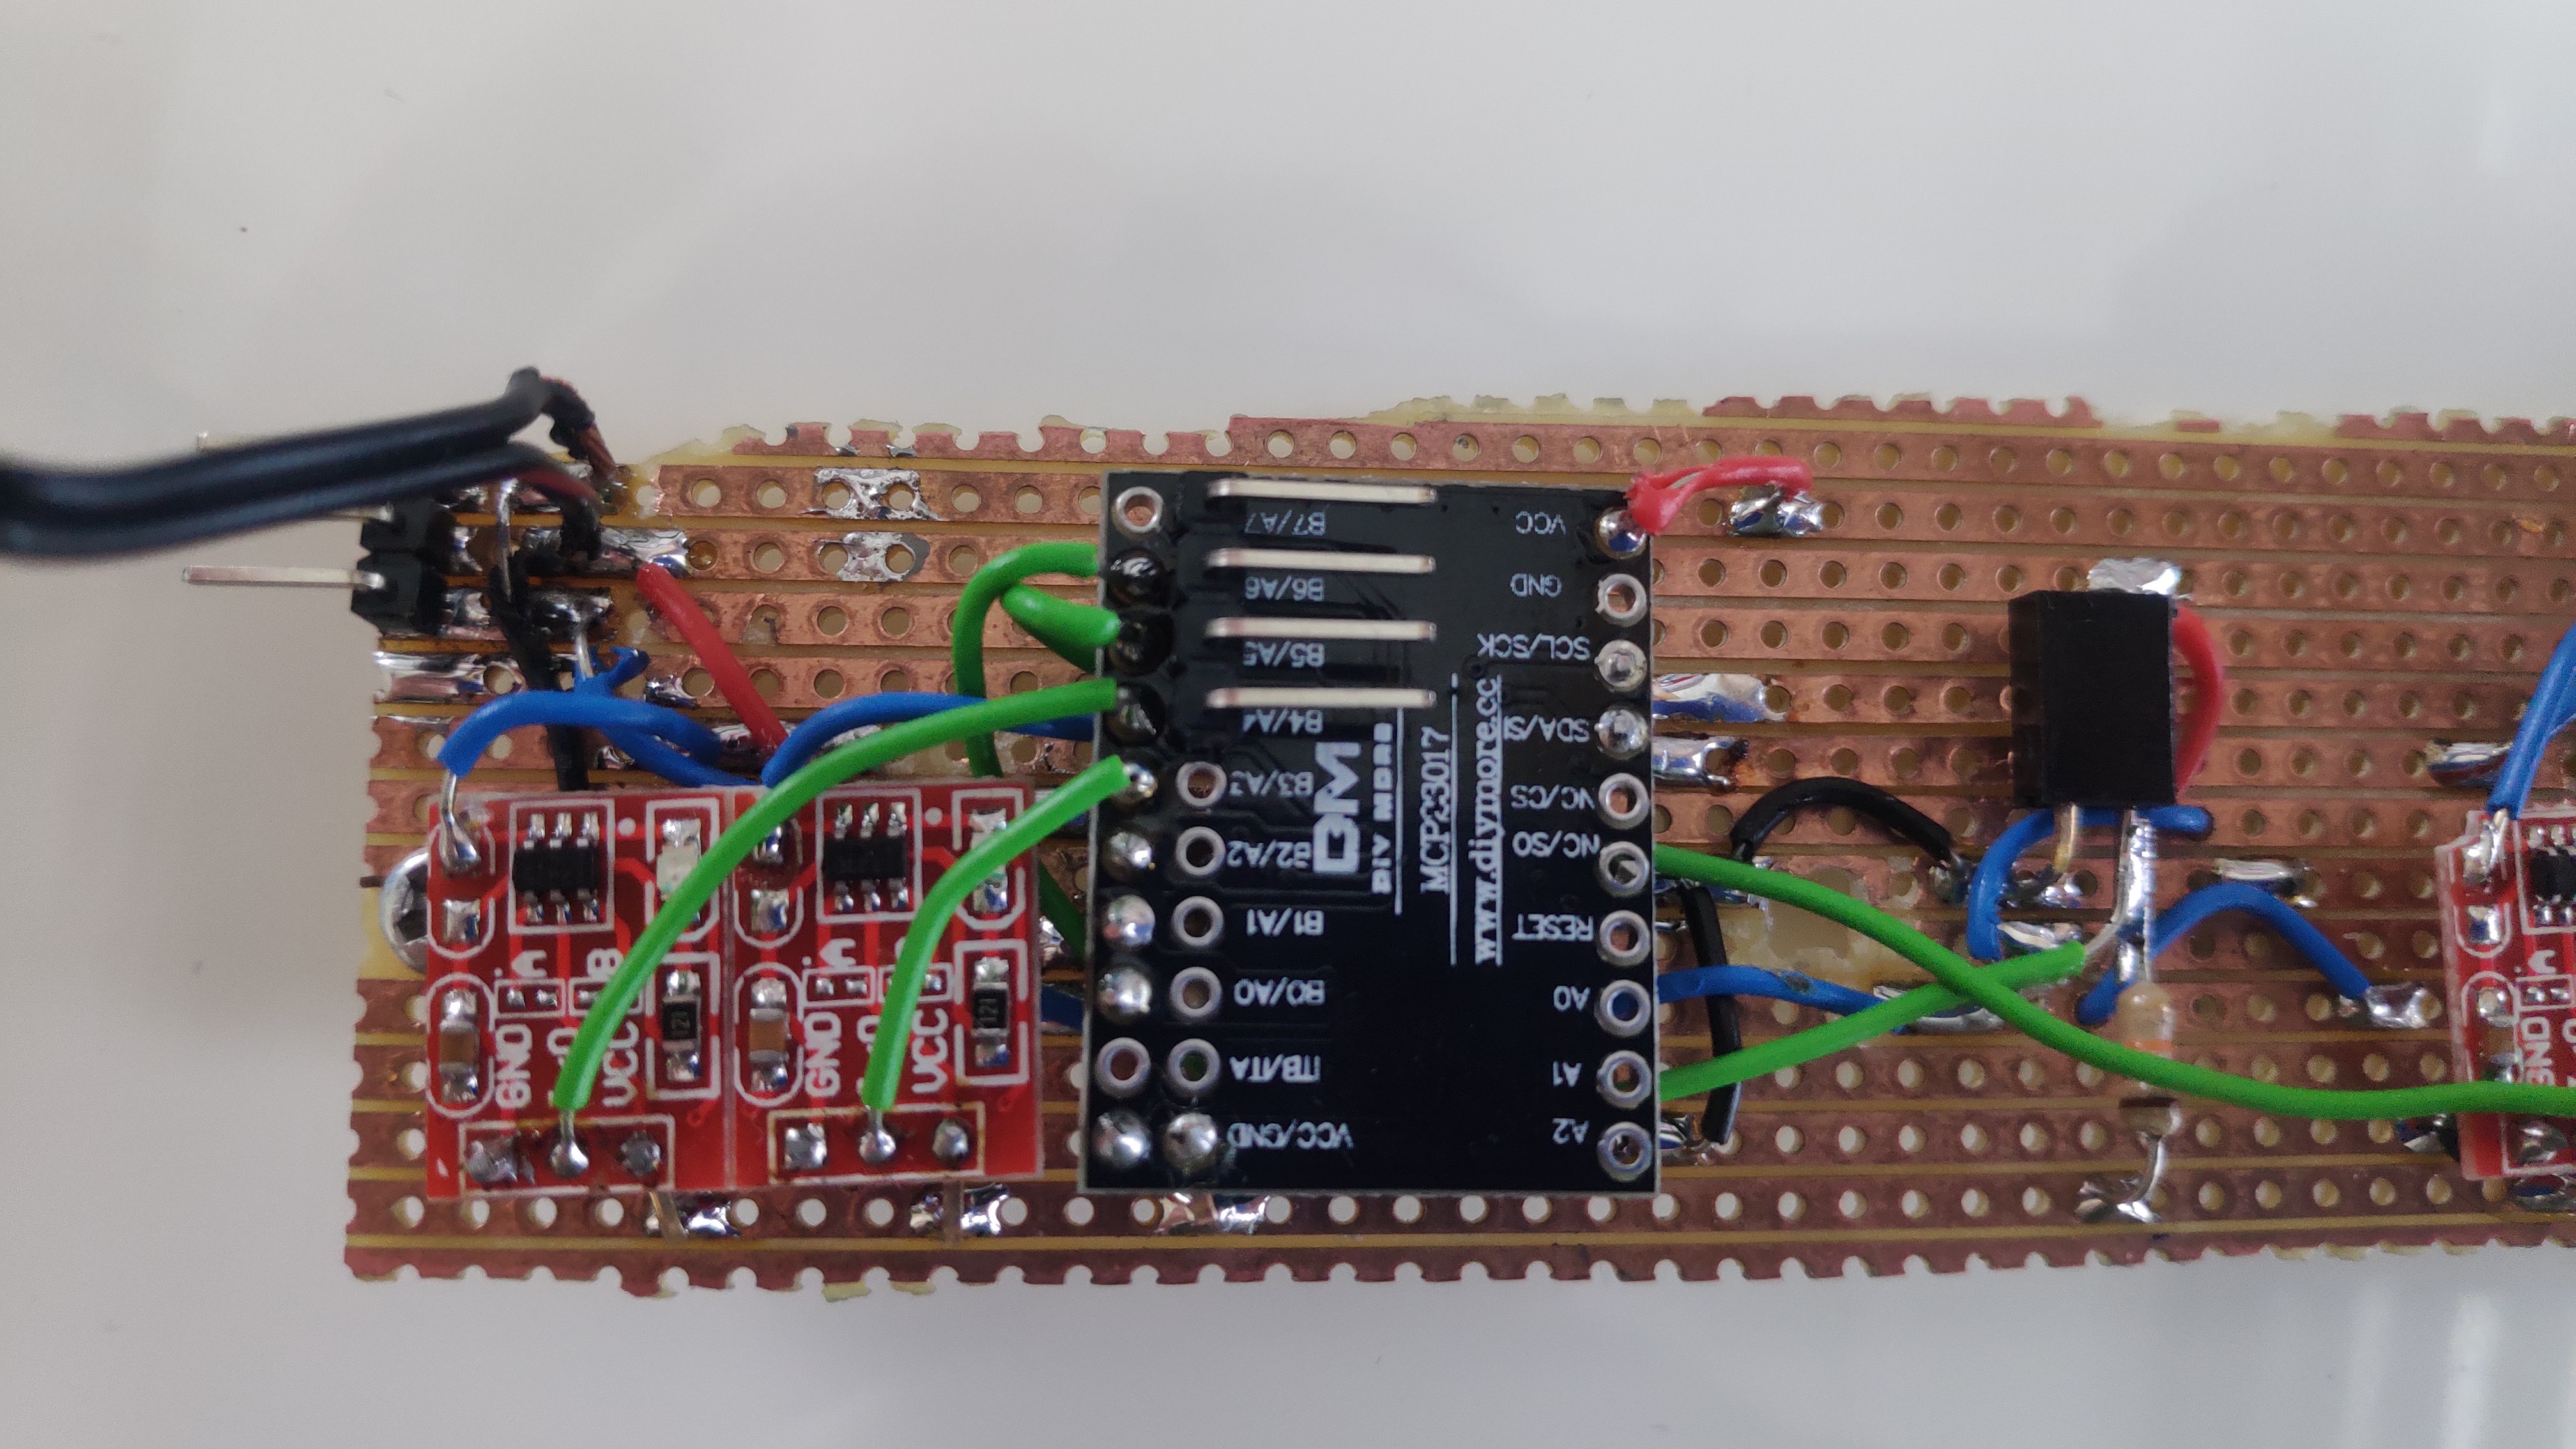 GND
A
VCC
B
121
GND
A
VCC
121
VCC/GND
ITB/ITA
B0/A0
B1/A1
B2/A2
B3/A3
B4/A4
B5/A5
B6/A6
B7/A7
DM
DIY MORE
MCP23017
www.diymore.cc
A2
A1
A0
RESET
NC/SO
NC/CS
SDA/SI
SCL/SCK
GND
VCC
GND
A